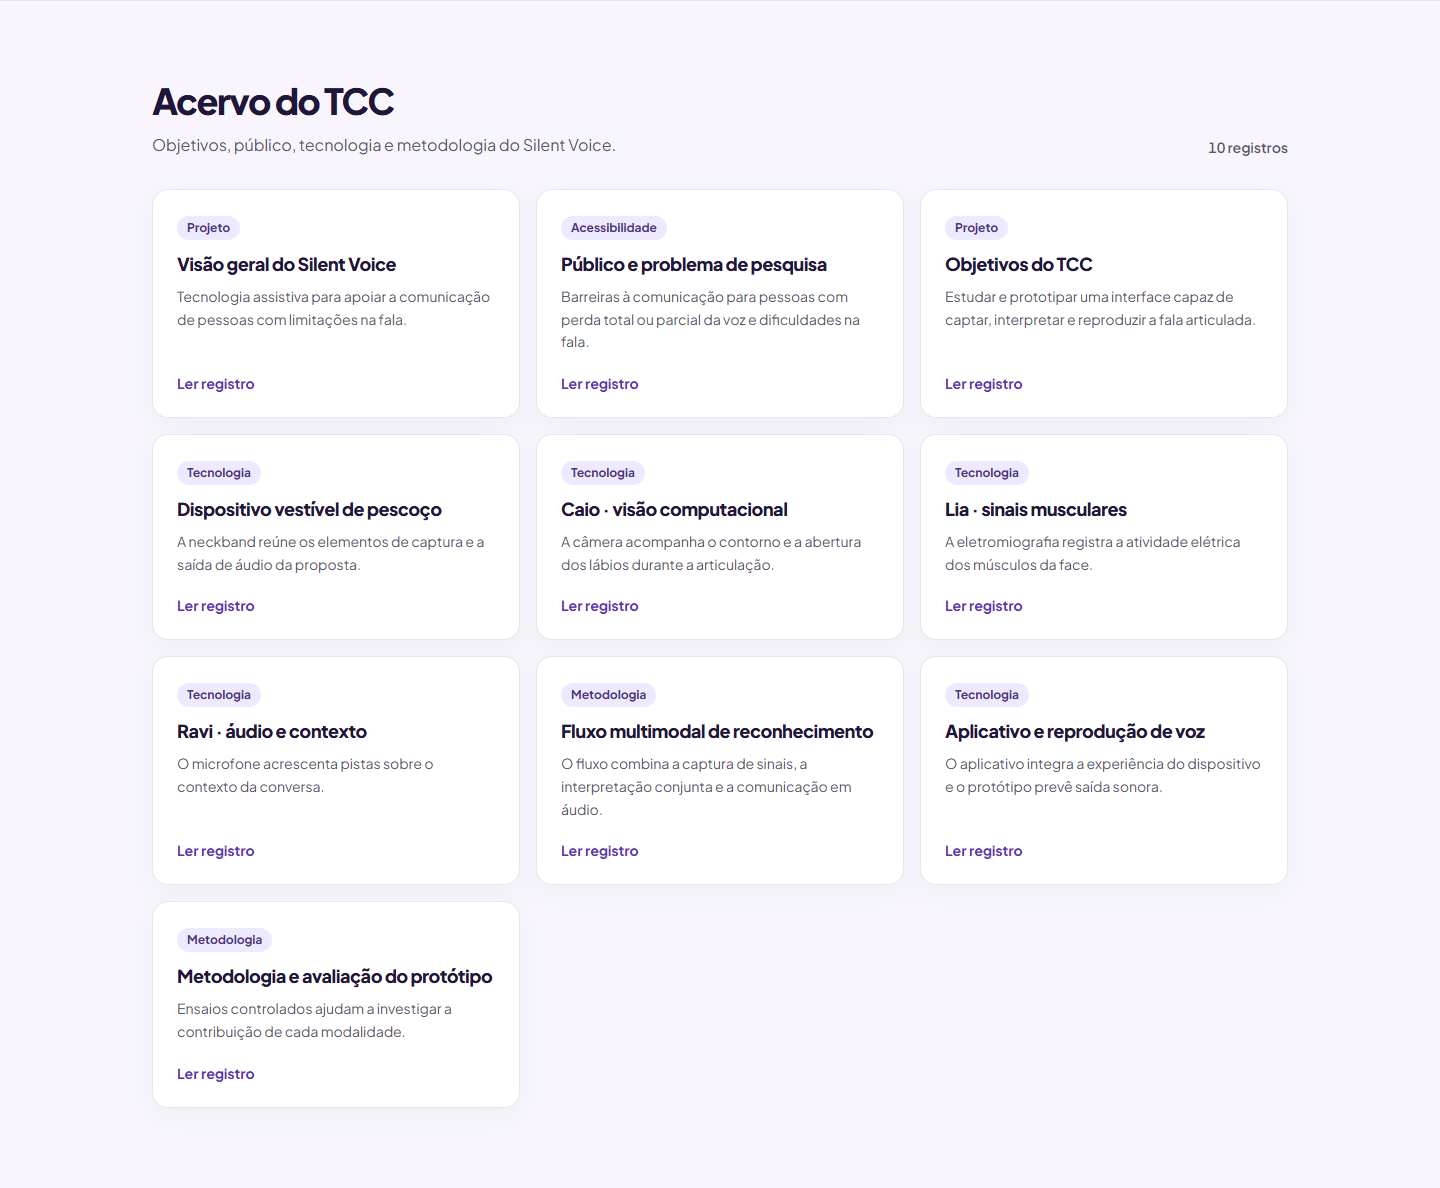 Acervo do TCC
Objetivos, público, tecnologia e metodologia do Silent Voice.
10 registros
Projeto
Visão geral do Silent Voice
Tecnologia assistiva para apoiar a comunicação
de pessoas com limitações na fala.
Ler registro
Acessibilidade
Público e problema de pesquisa
Barreiras à comunicação para pessoas com
perda total ou parcial da voz e dificuldades na
fala.
Ler registro
Projeto
Objetivos do TCC
Estudar e prototipar uma interface capaz de
captar, interpretar e reproduzir a fala articulada.
Ler registro
Tecnologia
Dispositivo vestível de pescoço
A neckband reúne os elementos de captura e a
saída de áudio da proposta.
Ler registro
Tecnologia
Caio · visão computacional
A câmera acompanha o contorno e a abertura
dos lábios durante a articulação.
Ler registro
Tecnologia
Lia · sinais musculares
A eletromiografia registra a atividade elétrica
dos músculos da face.
Ler registro
Tecnologia
Ravi · áudio e contexto
O microfone acrescenta pistas sobre o
contexto da conversa.
Ler registro
Metodologia
Fluxo multimodal de reconhecimento
O fluxo combina a captura de sinais, a
interpretação conjunta e a comunicação em
áudio.
Ler registro
Tecnologia
Aplicativo e reprodução de voz
O aplicativo integra a experiência do dispositivo
e o protótipo prevê saída sonora.
Ler registro
Metodologia
Metodologia e avaliação do protótipo
Ensaios controlados ajudam a investigar a
contribuição de cada modalidade.
Ler registro